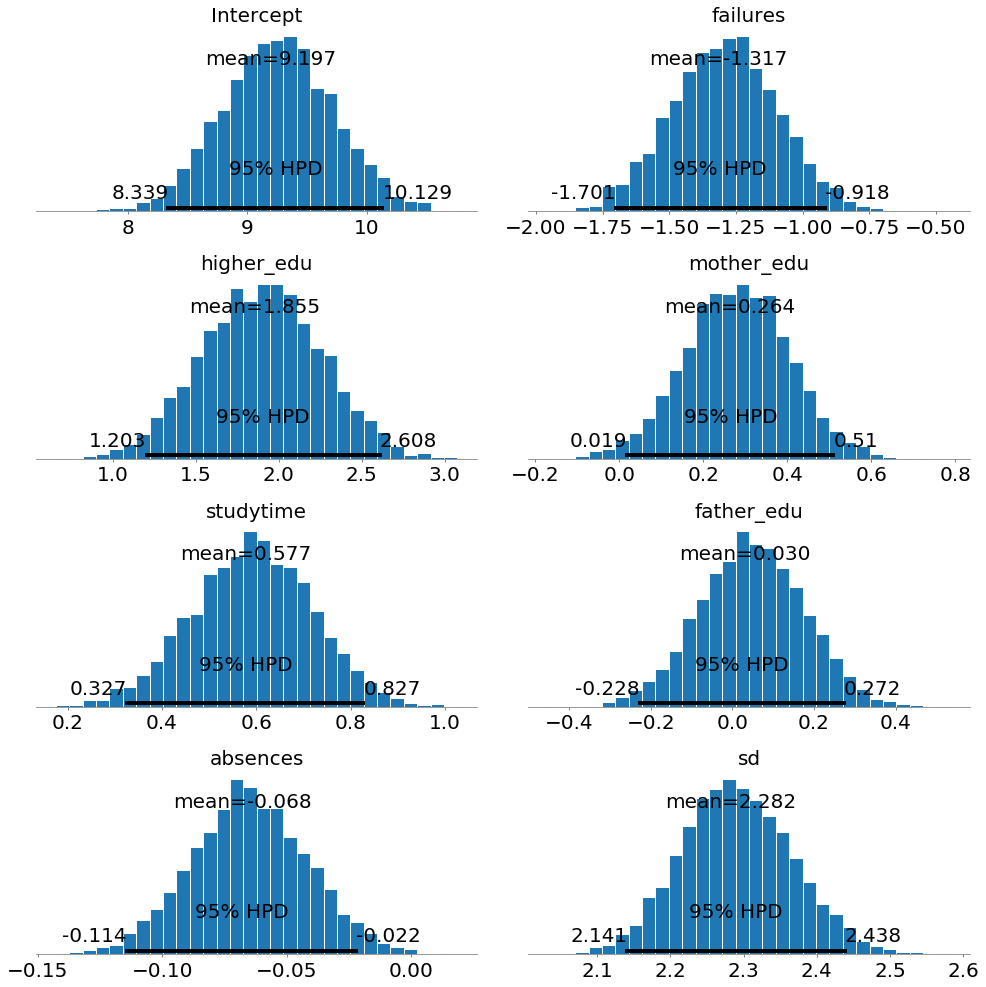 Intercept
mean=9.197
95% HPD
8.339 10.129
8 9 10
failures
mean=-1.317
95% HPD
-1.701 -0.918
−2.00 −1.75 −1.50 −1.25 −1.00 −0.75 −0.50
higher_edu
mean=1.855
95% HPD
1.203 2.608
1.0 1.5 2.0 2.5 3.0
mother_edu
mean=0.264
95% HPD
0.019 0.51
−0.2 0.0 0.2 0.4 0.6 0.8
studytime
mean=0.577
95% HPD
0.327 0.827
0.2 0.4 0.6 0.8 1.0
father_edu
mean=0.030
95% HPD
-0.228 0.272
−0.4 −0.2 0.0 0.2 0.4
absences
mean=-0.068
95% HPD
-0.114 -0.022
−0.15 −0.10 −0.05 0.00
sd
mean=2.282
95% HPD
2.141 2.438
2.1 2.2 2.3 2.4 2.5 2.6